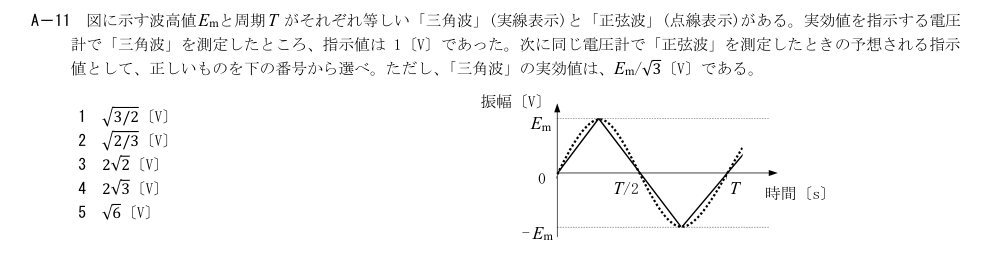 A－11 図に示す波高値Emと周期T がそれぞれ等しい「三角波」(実線表示)と「正弦波」(点線表示)がある。実効値を指示する電圧
計で「三角波」を測定したところ、指示値は 1〔V〕であった。次に同じ電圧計で「正弦波」を測定したときの予想される指示
値として、正しいものを下の番号から選べ。ただし、「三角波」の実効値は、Em/√3〔V〕である。
1 √3/2〔V〕
2 √2/3〔V〕
3 2√2〔V〕
4 2√3〔V〕
5 √6〔V〕
振幅〔V〕
Em
0
T/2
T
時間〔s〕
－Em